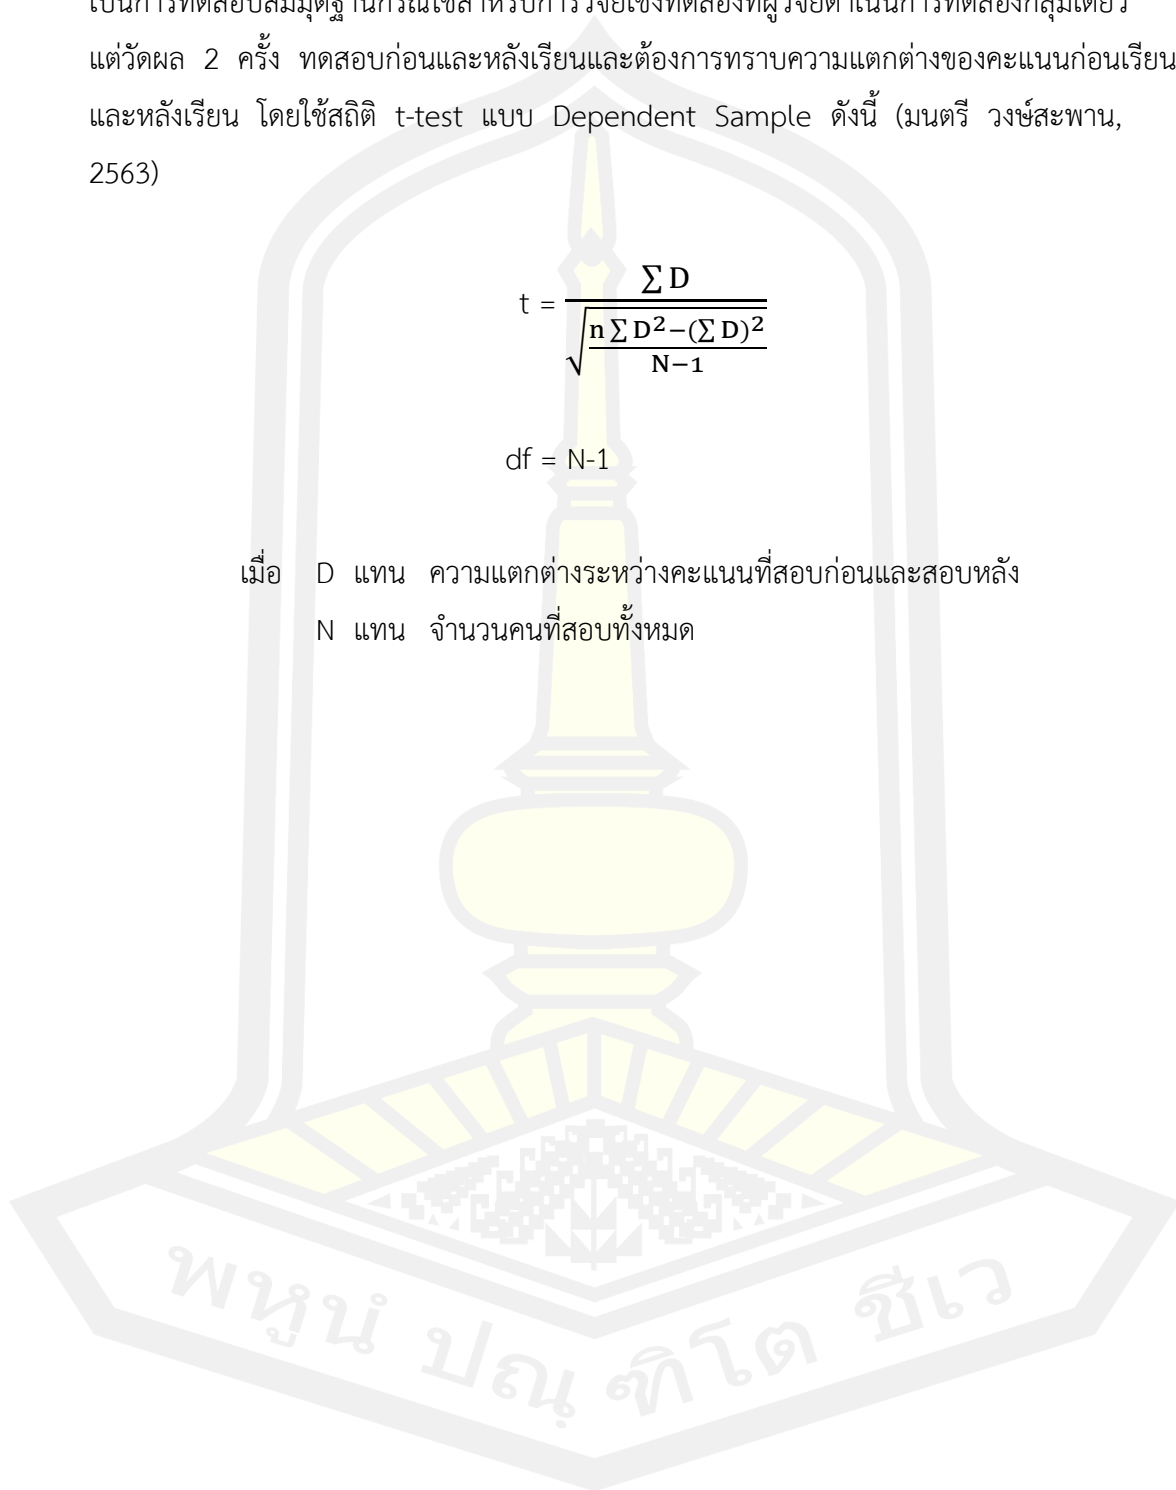 เป็นการทดสอบสมมุติฐานกรณีใช้สำหรับการวิจัยเชิงทดลองที่ผู้วิจัยดำเนินการทดลองกลุ่มเดียว
แต่วัดผล 2 ครั้ง ทดสอบก่อนและหลังเรียนและต้องการทราบความแตกต่างของคะแนนก่อนเรียน
และหลังเรียน โดยใช้สถิติ t-test แบบ Dependent Sample ดังนี้ (มนตรี วงษ์สะพาน,
2563)
t = ∑ D / √((n ∑ D² − (∑ D)²) / (N−1))
df = N-1
เมื่อ D แทน ความแตกต่างระหว่างคะแนนที่สอบก่อนและสอบหลัง
N แทน จำนวนคนที่สอบทั้งหมด
พหูนํ ปณฺฑิโต ชีเว